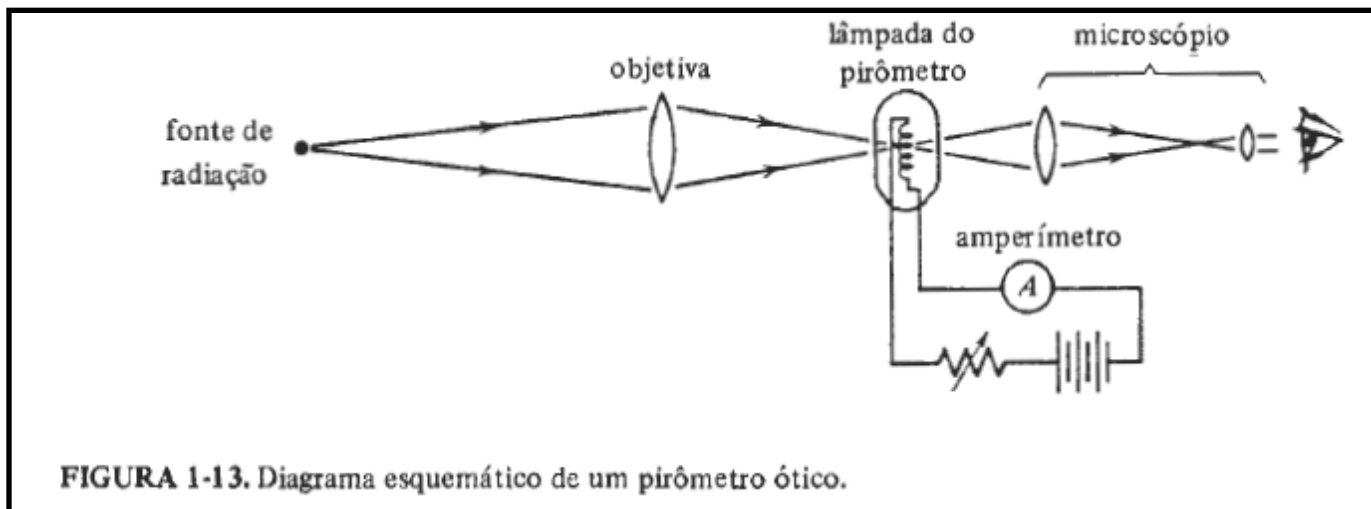 lâmpada do
pirômetro
microscópio
objetiva
fonte de
radiação
amperímetro
A
FIGURA 1-13. Diagrama esquemático de um pirômetro ótico.